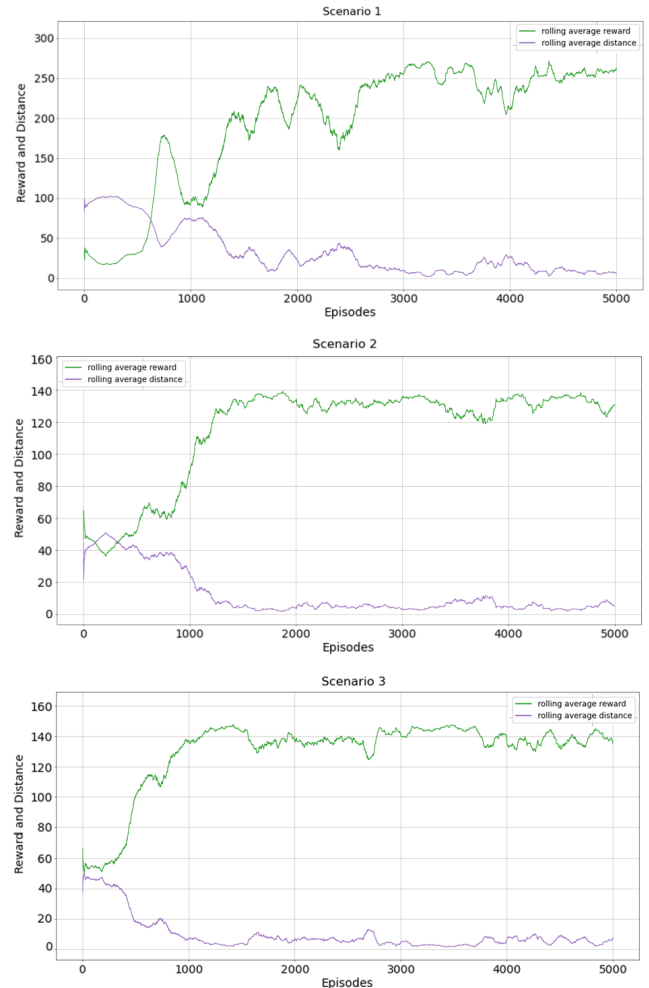 Scenario 1
rolling average reward
rolling average distance
Reward and Distance
300
250
200
150
100
50
0
0 1000 2000 3000 4000 5000
Episodes
Scenario 2
rolling average reward
rolling average distance
Reward and Distance
160
140
120
100
80
60
40
20
0
0 1000 2000 3000 4000 5000
Episodes
Scenario 3
rolling average reward
rolling average distance
Reward and Distance
160
140
120
100
80
60
40
20
0
0 1000 2000 3000 4000 5000
Episodes